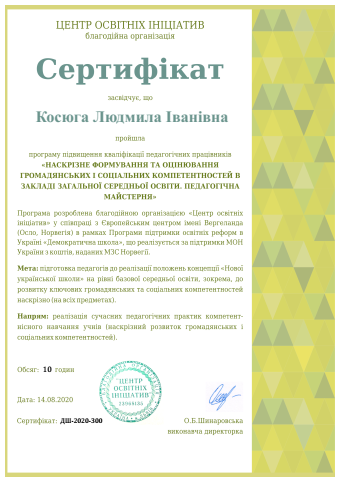 ЦЕНТР ОСВІТНІХ ІНІЦІАТИВ
благодійна організація
Сертифікат
засвідчує, що
Косюга Людмила Іванівна
пройшла
програму підвищення кваліфікації педагогічних працівників
«НАСКРІЗНЕ ФОРМУВАННЯ ТА ОЦІНЮВАННЯ
ГРОМАДЯНСЬКИХ І СОЦІАЛЬНИХ КОМПЕТЕНТНОСТЕЙ В
ЗАКЛАДІ ЗАГАЛЬНОЇ СЕРЕДНЬОЇ ОСВІТИ. ПЕДАГОГІЧНА
МАЙСТЕРНЯ»
Програма розроблена благодійною організацією «Центр освітніх
ініціатив» у співпраці з Європейським центром імені Вергеланда
(Осло, Норвегія) в рамках Програми підтримки освітніх реформ в
Україні «Демократична школа», що реалізується за підтримки МОН
України з коштів, наданих МЗС Норвегії.
Мета: підготовка педагогів до реалізації положень концепції «Нової
української школи» на рівні базової середньої освіти, зокрема, до
розвитку ключових громадянських та соціальних компетентностей
наскрізно (на всіх предметах).
Напрям: реалізація сучасних педагогічних практик компетент-
нісного навчання учнів (наскрізний розвиток громадянських і
соціальних компетентностей).
Обсяг: 10 годин
ЦЕНТР
ОСВІТНІХ
ІНІЦІАТИВ
Дата: 14.08.2020
Сертифікат: ДШ-2020-300
О.Б.Шинаровська
виконавча директорка